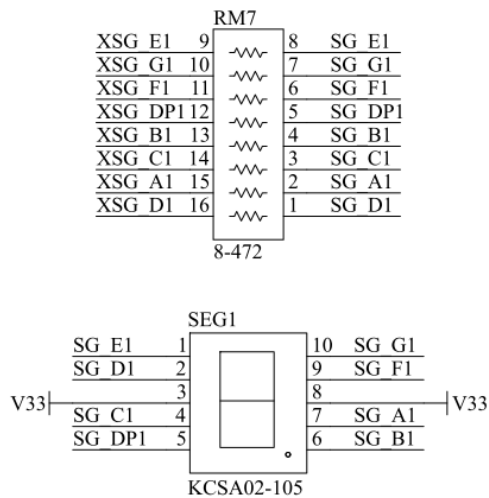 RM7
XSG_E1 9 8 SG_E1
XSG_G1 10 7 SG_G1
XSG_F1 11 6 SG_F1
XSG_DP1 12 5 SG_DP1
XSG_B1 13 4 SG_B1
XSG_C1 14 3 SG_C1
XSG_A1 15 2 SG_A1
XSG_D1 16 1 SG_D1
8-472
SEG1
SG_E1 1 10 SG_G1
SG_D1 2 9 SG_F1
V33 3 8 V33
SG_C1 4 7 SG_A1
SG_DP1 5 6 SG_B1
KCSA02-105